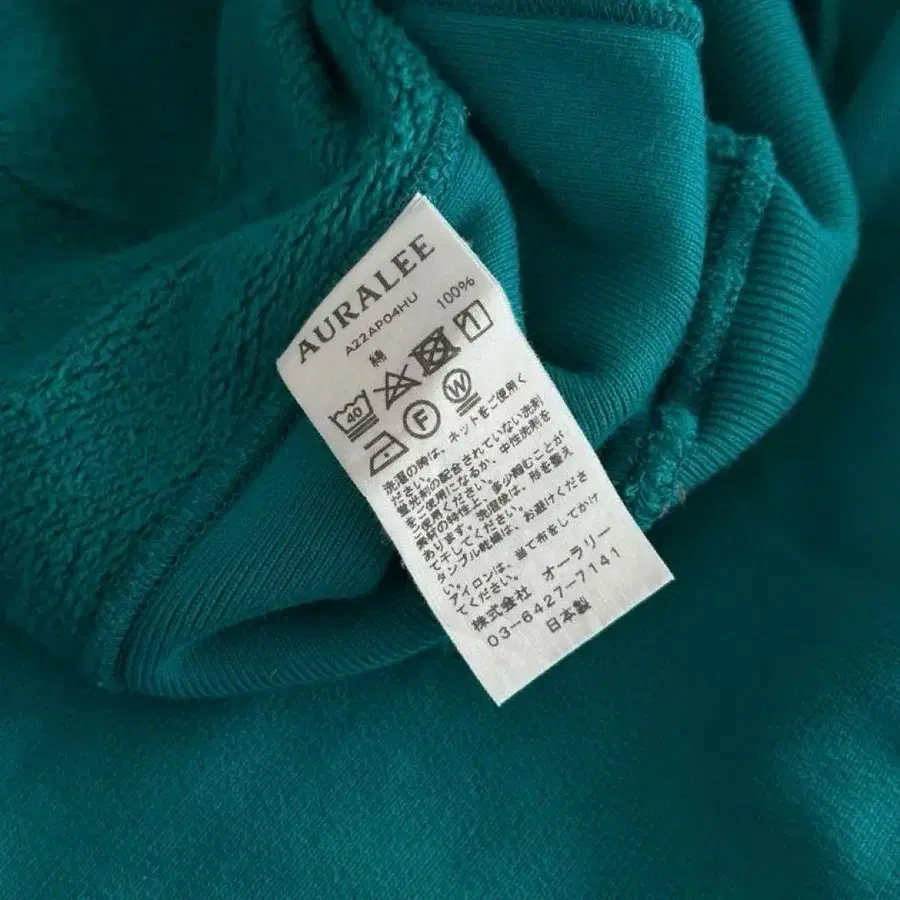 AURALEE
A22AP04HU
綿 100%
40
F W
洗濯の時は、ネットをご使用く
ださい。
蛍光剤の配合されていない洗剤
をご使用になるか、中性洗剤を
ご使用ください。
素材の特性上、多少縮むことが
あります。洗濯後は、形を整え
て干してください。
タンブル乾燥は、お避けくださ
い。
アイロンは、当て布をしてかけ
てください。
株式会社 オーラリー
03-6427-7141
日本製